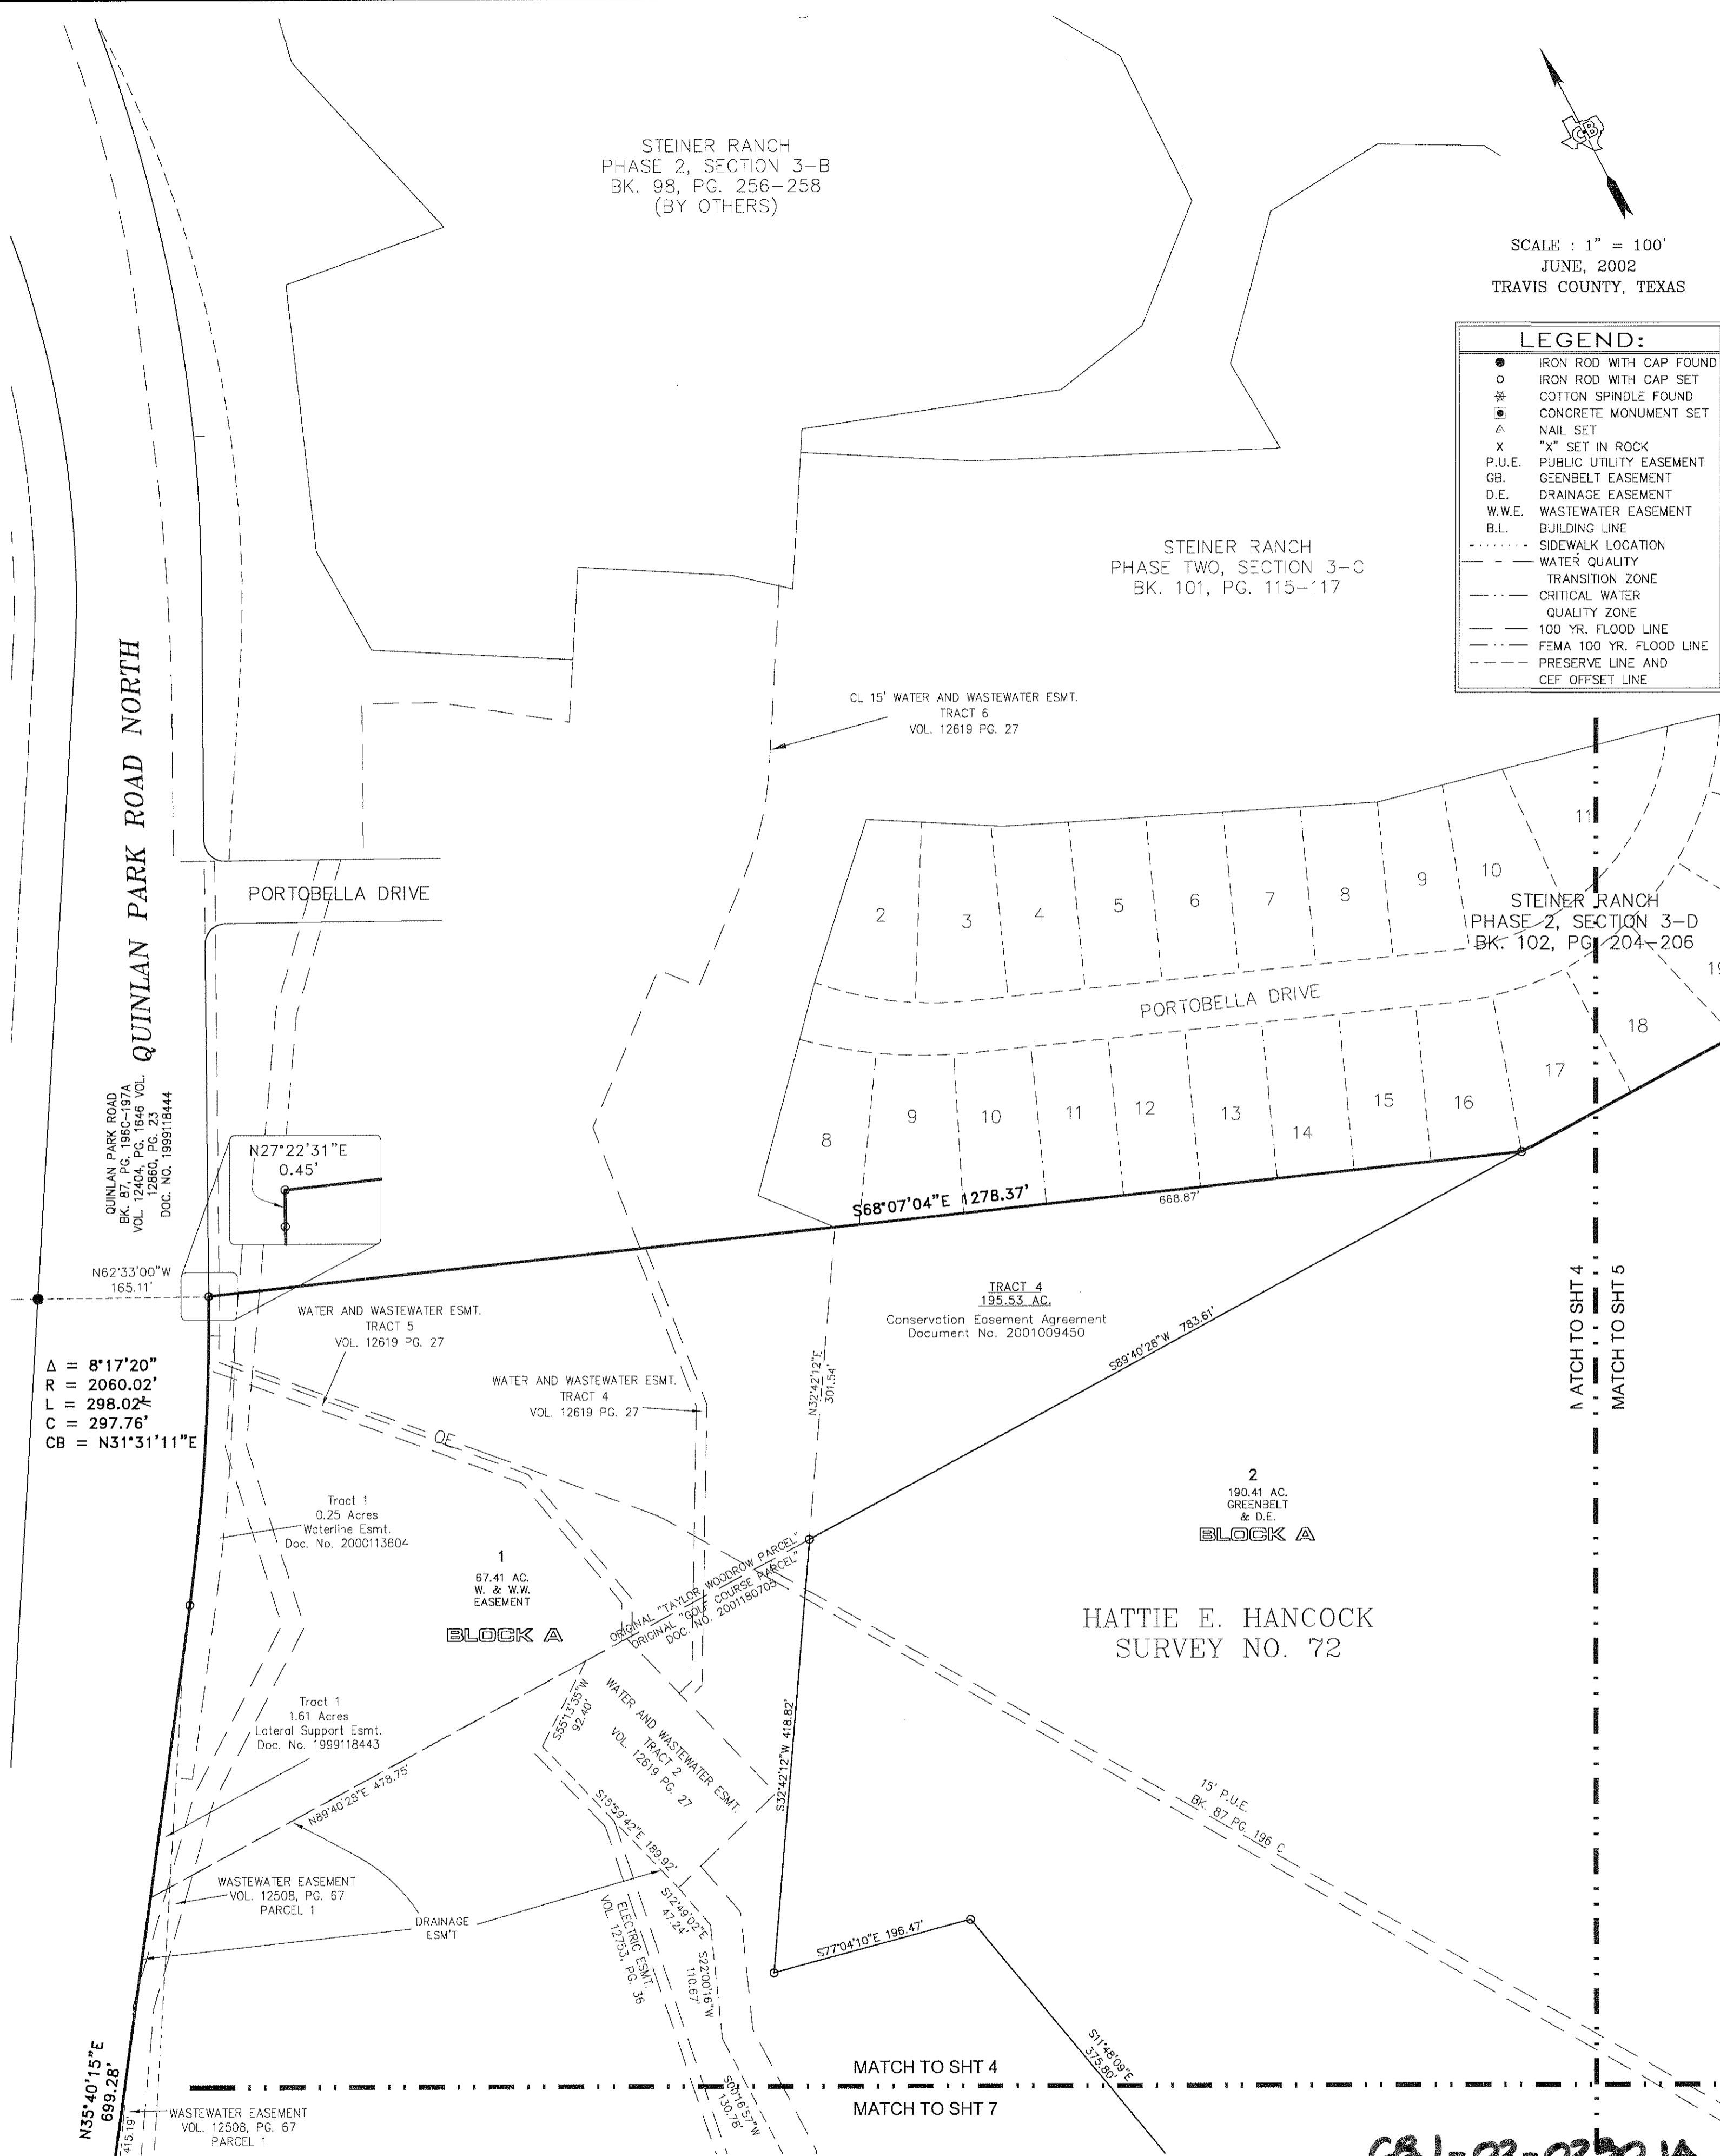 STEINER RANCH
PHASE 2, SECTION 3-B
BK. 98, PG. 256-258
(BY OTHERS)
CB
SCALE : 1" = 100'
JUNE, 2002
TRAVIS COUNTY, TEXAS
LEGEND:
IRON ROD WITH CAP FOUND
IRON ROD WITH CAP SET
COTTON SPINDLE FOUND
CONCRETE MONUMENT SET
NAIL SET
X "X" SET IN ROCK
P.U.E. PUBLIC UTILITY EASEMENT
GB. GEENBELT EASEMENT
D.E. DRAINAGE EASEMENT
W.W.E. WASTEWATER EASEMENT
B.L. BUILDING LINE
SIDEWALK LOCATION
WATER QUALITY
TRANSITION ZONE
CRITICAL WATER
QUALITY ZONE
100 YR. FLOOD LINE
FEMA 100 YR. FLOOD LINE
PRESERVE LINE AND
CEF OFFSET LINE
STEINER RANCH
PHASE TWO, SECTION 3-C
BK. 101, PG. 115-117
CL 15' WATER AND WASTEWATER ESMT.
TRACT 6
VOL. 12619 PG. 27
QUINLAN PARK ROAD NORTH
QUINLAN PARK ROAD
BK. 87, PG. 196C-197A
VOL. 12404, PG. 1646 VOL.
12860, PG. 23
DOC. NO. 1999118444
PORTOBELLA DRIVE
2
3
4
5
6
7
8
9
10
11
STEINER RANCH
PHASE 2, SECTION 3-D
BK. 102, PG. 204-206
PORTOBELLA DRIVE
8
9
10
11
12
13
14
15
16
17
18
19
N27°22'31"E
0.45'
S68°07'04"E 1278.37'
668.87'
N62°33'00"W
165.11'
WATER AND WASTEWATER ESMT.
TRACT 5
VOL. 12619 PG. 27
Δ = 8°17'20"
R = 2060.02'
L = 298.02'
C = 297.76'
CB = N31°31'11"E
WATER AND WASTEWATER ESMT.
TRACT 4
VOL. 12619 PG. 27
OE
TRACT 4
195.53 AC.
Conservation Easement Agreement
Document No. 2001009450
N32°42'12"E
301.54'
S89°40'28"W 783.61'
MATCH TO SHT 5
Tract 1
0.25 Acres
Waterline Esmt.
Doc. No. 2000113604
1
67.41 AC.
W. & W.W.
EASEMENT
BLOCK A
ORIGINAL "TAYLOR WOODROW PARCEL"
ORIGINAL "GOLF COURSE PARCEL"
DOC. NO. 2001180705
2
190.41 AC.
GREENBELT
& D.E.
BLOCK A
HATTIE E. HANCOCK
SURVEY NO. 72
Tract 1
1.61 Acres
Lateral Support Esmt.
Doc. No. 1999118443
S55°13'35"W
92.40'
WATER AND WASTEWATER ESMT.
TRACT 2
VOL. 12619 PG. 27
S32°42'12"W 418.82'
N89°40'28"E 478.75'
S15°59'42"E 189.92'
15' P.U.E.
BK. 87 PG. 196 C
WASTEWATER EASEMENT
VOL. 12508, PG. 67
PARCEL 1
DRAINAGE
ESM'T
ELECTRIC ESMT.
VOL. 12753, PG. 36
S12°49'02"E
47.24'
S22°00'16"W
110.67'
S77°04'10"E 196.47'
S11°48'09"E
375.80'
N35°40'15"E
699.28'
MATCH TO SHT 4
MATCH TO SHT 7
S00°16'57"W
130.78'
415.19'
WASTEWATER EASEMENT
VOL. 12508, PG. 67
PARCEL 1